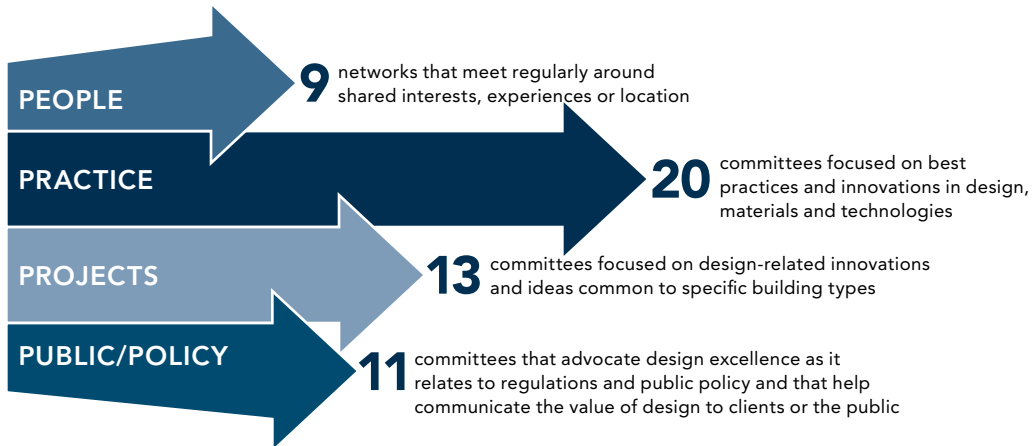 PEOPLE
9
networks that meet regularly around
shared interests, experiences or location
PRACTICE
20
committees focused on best
practices and innovations in design,
materials and technologies
PROJECTS
13
committees focused on design-related innovations
and ideas common to specific building types
PUBLIC/POLICY
11
committees that advocate design excellence as it
relates to regulations and public policy and that help
communicate the value of design to clients or the public